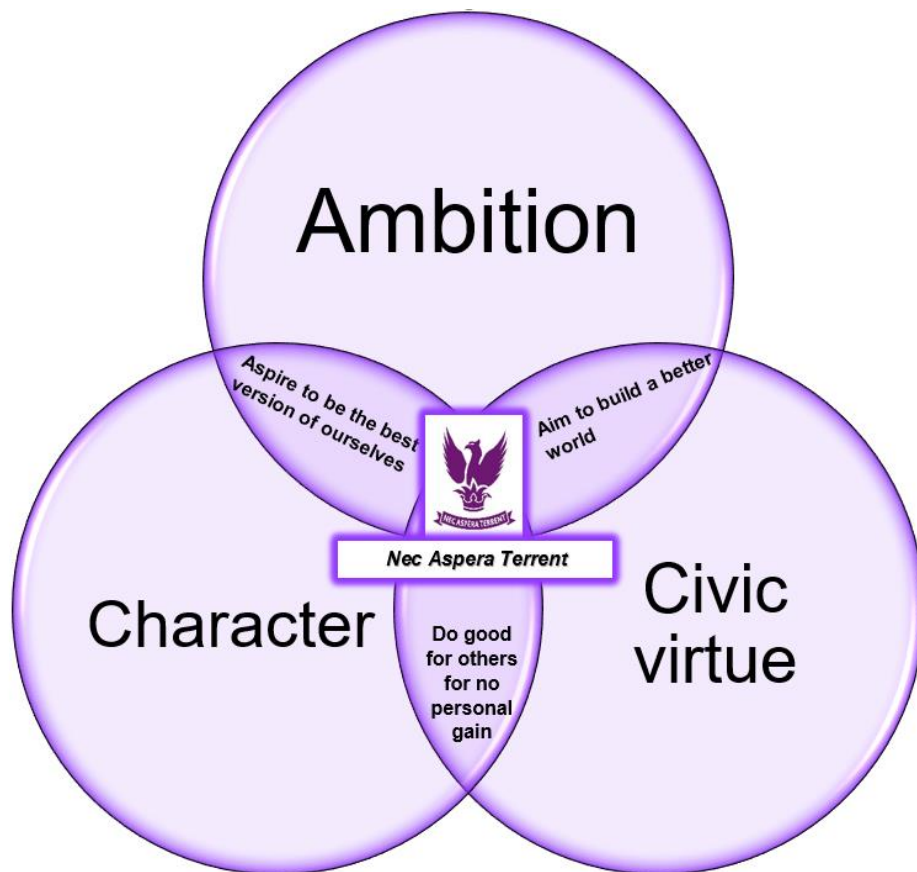 Ambition
Aspire to be the best
version of ourselves
Aim to build a better
world
NEC ASPERA TERRENT
Nec Aspera Terrent
Character
Civic
virtue
Do good
for others
for no
personal
gain